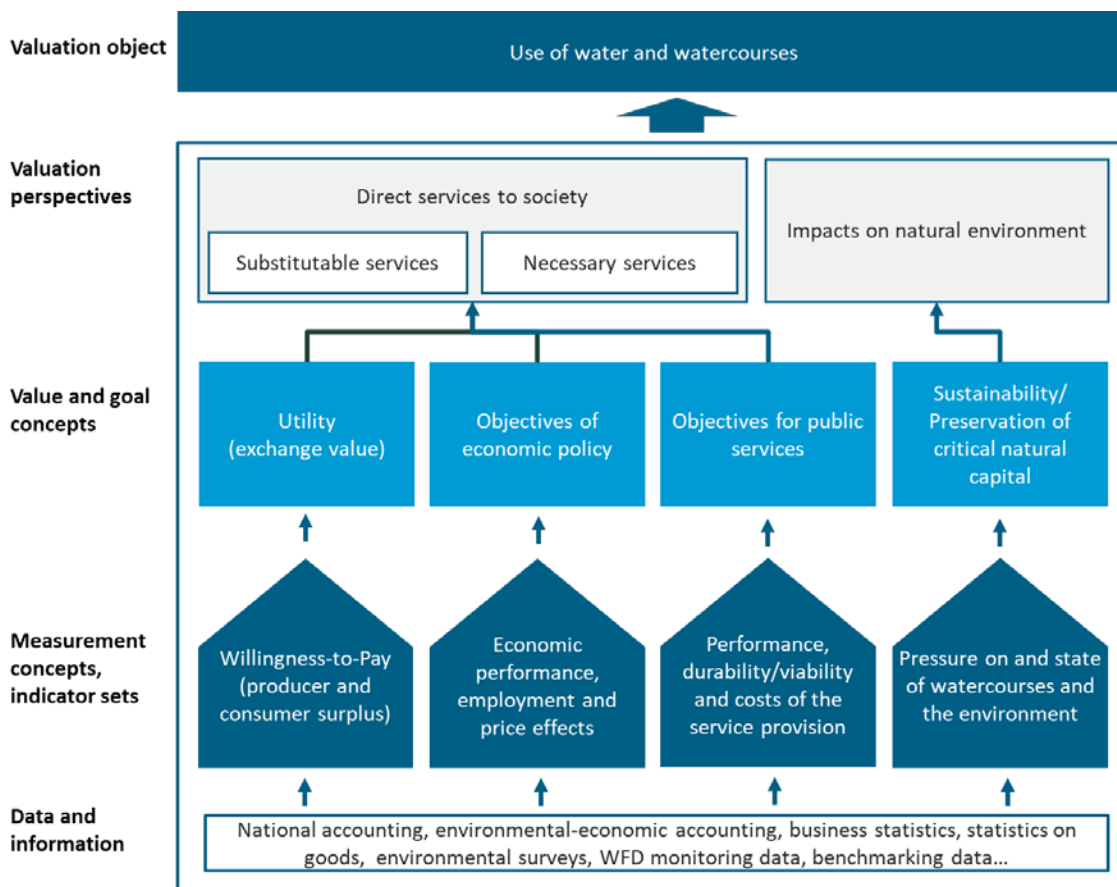 Valuation object
Use of water and watercourses
Valuation
perspectives
Direct services to society
Substitutable services
Necessary services
Impacts on natural environment
Value and goal
concepts
Utility
(exchange value)
Objectives of
economic policy
Objectives for public
services
Sustainability/
Preservation of
critical natural
capital
Measurement
concepts,
indicator sets
Willingness-to-Pay
(producer and
consumer surplus)
Economic
performance,
employment and
price effects
Performance,
durability/viability
and costs of the
service provision
Pressure on and state
of watercourses and
the environment
Data and
information
National accounting, environmental-economic accounting, business statistics, statistics on
goods, environmental surveys, WFD monitoring data, benchmarking data...